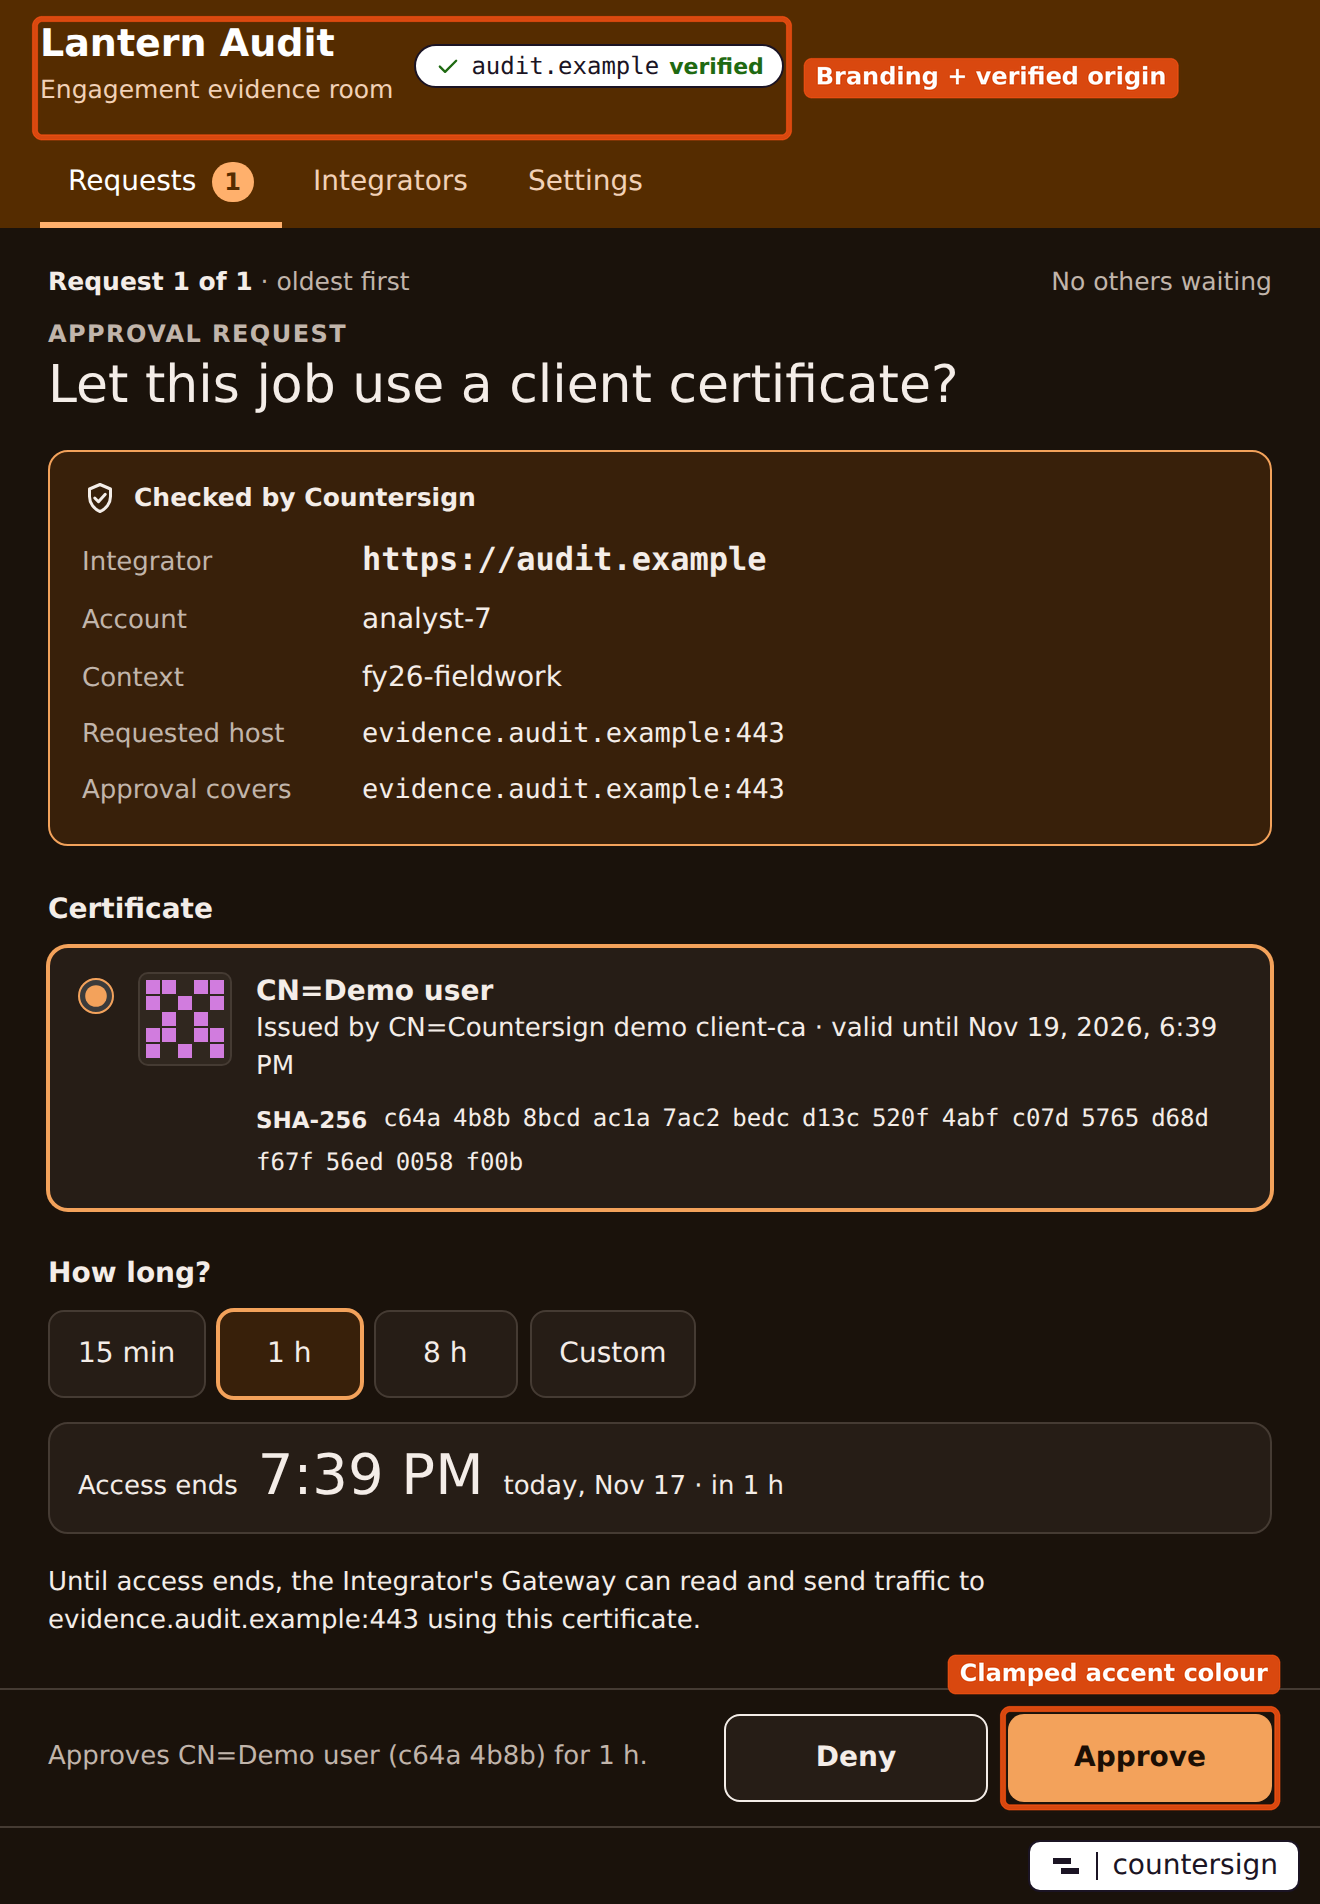 Lantern Audit
Engagement evidence room
audit.example verified
Branding + verified origin
Requests 1 Integrators Settings
Request 1 of 1 · oldest first No others waiting
APPROVAL REQUEST
Let this job use a client certificate?
Checked by Countersign
Integrator https://audit.example
Account analyst-7
Context fy26-fieldwork
Requested host evidence.audit.example:443
Approval covers evidence.audit.example:443
Certificate
CN=Demo user
Issued by CN=Countersign demo client-ca · valid until Nov 19, 2026, 6:39
PM
SHA-256 c64a 4b8b 8bcd ac1a 7ac2 bedc d13c 520f 4abf c07d 5765 d68d
f67f 56ed 0058 f00b
How long?
15 min 1 h 8 h Custom
Access ends 7:39 PM today, Nov 17 · in 1 h
Until access ends, the Integrator's Gateway can read and send traffic to
evidence.audit.example:443 using this certificate.
Clamped accent colour
Approves CN=Demo user (c64a 4b8b) for 1 h. Deny Approve
countersign